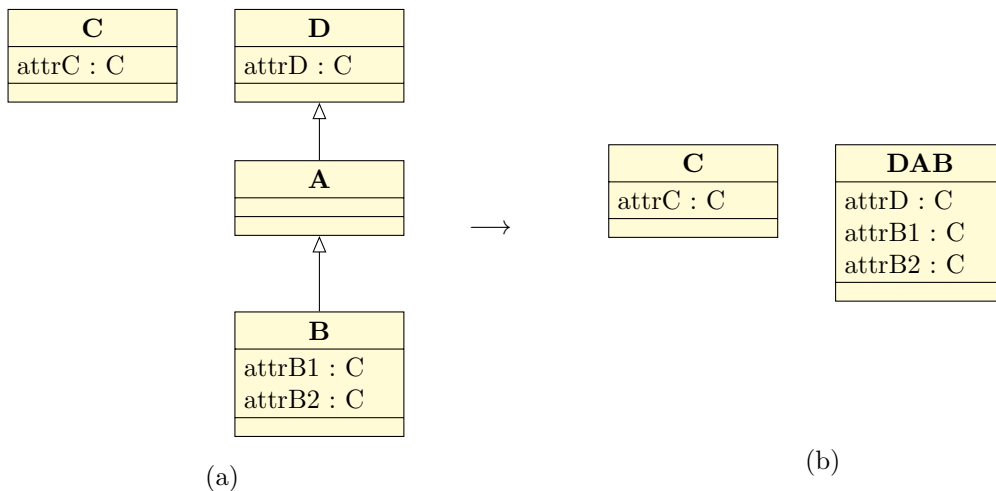 C
attrC : C
D
attrD : C
A
B
attrB1 : C
attrB2 : C
(a)
→
C
attrC : C
DAB
attrD : C
attrB1 : C
attrB2 : C
(b)